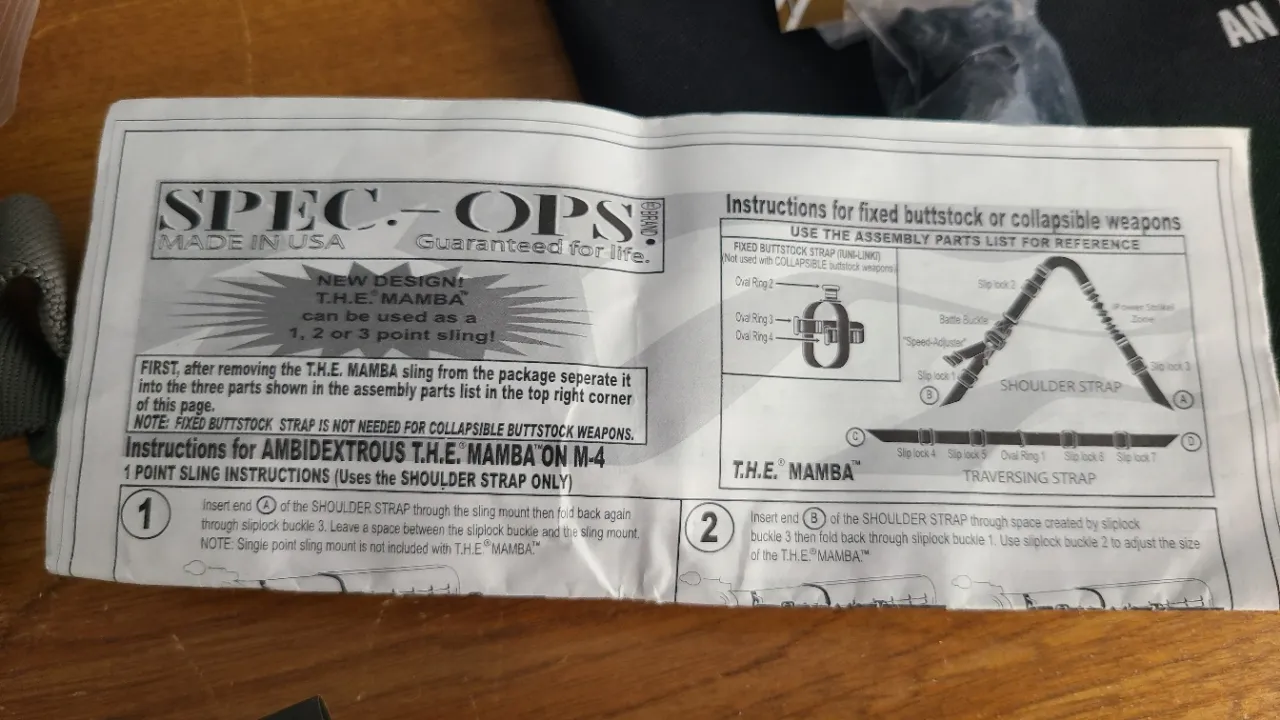 AN
SPEC.-OPS.
©BRAND
MADE IN USA
Guaranteed for life.
NEW DESIGN!
T.H.E.® MAMBA™
can be used as a
1, 2 or 3 point sling!
FIRST, after removing the T.H.E. MAMBA sling from the package seperate it
into the three parts shown in the assembly parts list in the top right corner
of this page.
NOTE: FIXED BUTTSTOCK STRAP IS NOT NEEDED FOR COLLAPSIBLE BUTTSTOCK WEAPONS.
Instructions for AMBIDEXTROUS T.H.E.® MAMBA™ ON M-4
1 POINT SLING INSTRUCTIONS (Uses the SHOULDER STRAP ONLY)
1
Insert end A of the SHOULDER STRAP through the sling mount then fold back again
through sliplock buckle 3. Leave a space between the sliplock buckle and the sling mount.
NOTE: Single point sling mount is not included with T.H.E.® MAMBA.™
Instructions for fixed buttstock or collapsible weapons
USE THE ASSEMBLY PARTS LIST FOR REFERENCE
FIXED BUTTSTOCK STRAP (UNI-LINK)
(Not used with COLLAPSIBLE buttstock weapons)
Oval Ring 2
Oval Ring 3
Oval Ring 4
Slip lock 2
Battle Buckle
"Speed-Adjuster"
Slip lock 1
B
Zone
Slip lock 3
SHOULDER STRAP
A
C
D
Slip lock 4
Slip lock 5
Oval Ring 1
Slip lock 6
Slip lock 7
T.H.E.® MAMBA™
TRAVERSING STRAP
2
Insert end B of the SHOULDER STRAP through space created by sliplock
buckle 3 then fold back through sliplock buckle 1. Use sliplock buckle 2 to adjust the size
of the T.H.E.® MAMBA.™